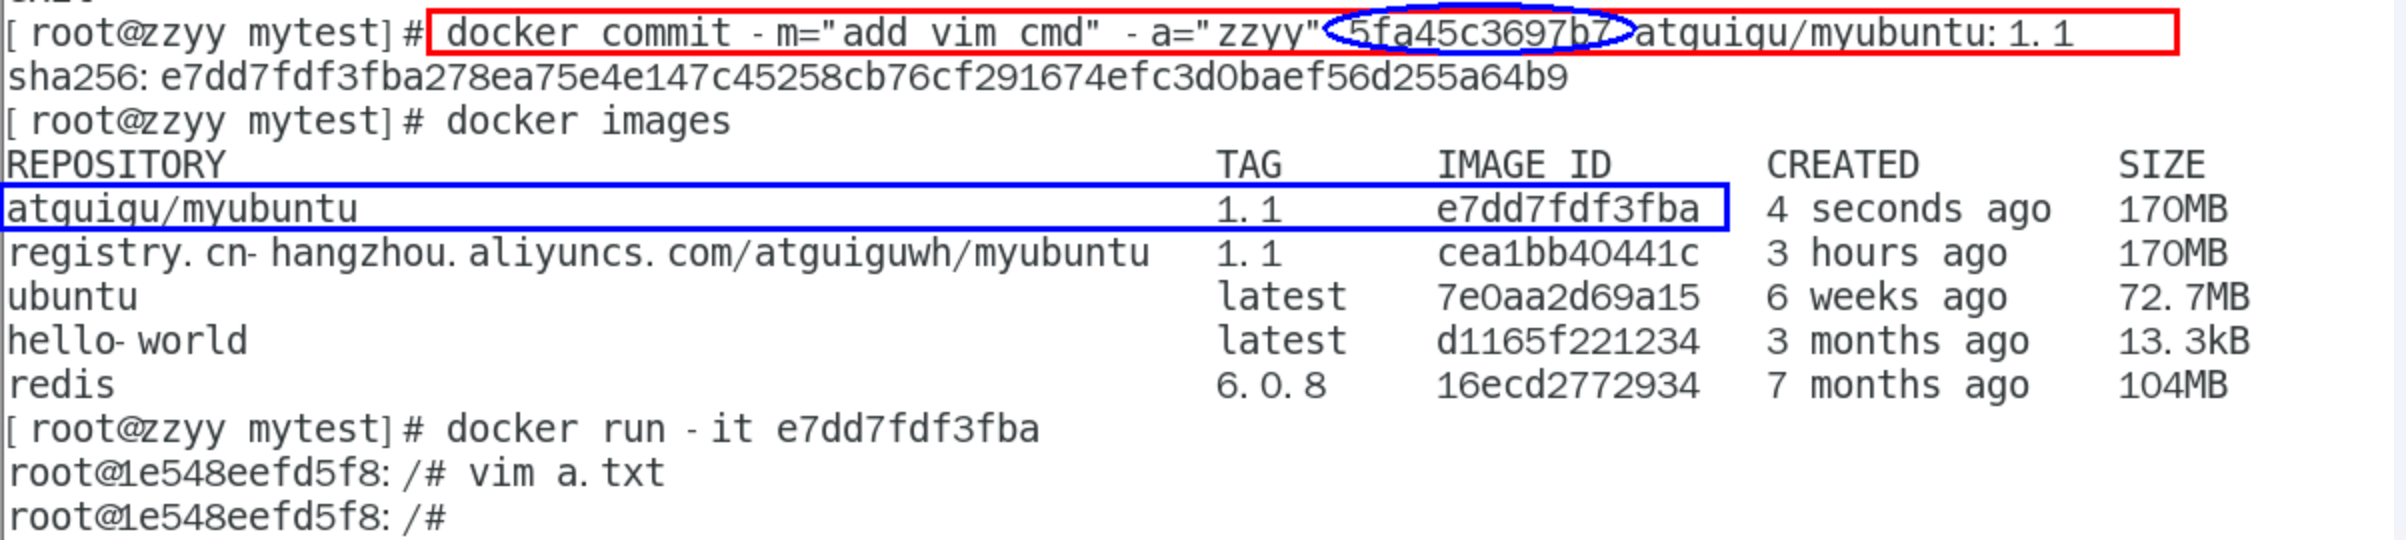 [root@zzyy mytest]# docker commit -m="add vim cmd" -a="zzyy" 5fa45c3697b7 atguigu/myubuntu:1.1
sha256:e7dd7fdf3fba278ea75e4e147c45258cb76cf291674efc3d0baef56d255a64b9
[root@zzyy mytest]# docker images
REPOSITORY TAG IMAGE ID CREATED SIZE
atguigu/myubuntu 1.1 e7dd7fdf3fba 4 seconds ago 170MB
registry.cn-hangzhou.aliyuncs.com/atguiguwh/myubuntu 1.1 cea1bb40441c 3 hours ago 170MB
ubuntu latest 7e0aa2d69a15 6 weeks ago 72.7MB
hello-world latest d1165f221234 3 months ago 13.3kB
redis 6.0.8 16ecd2772934 7 months ago 104MB
[root@zzyy mytest]# docker run -it e7dd7fdf3fba
root@1e548eefd5f8:/# vim a.txt
root@1e548eefd5f8:/#